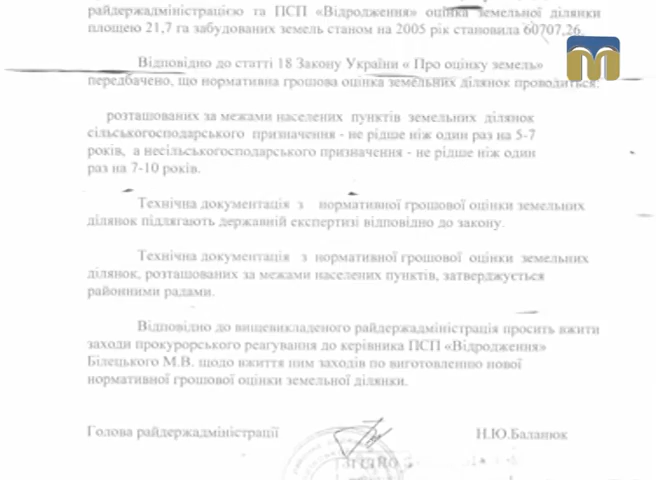 райдержадміністрацією та ПСП «Відродження» оцінка земельної ділянки
площею 21,7 га забудованих земель станом на 2005 рік становила 60707,26.
Відповідно до статті 18 Закону України « Про оцінку земель»
передбачено, що нормативна грошова оцінка земельних ділянок проводиться:
розташованих за межами населених пунктів земельних ділянок
сільськогосподарського призначення - не рідше ніж один раз на 5-7
років, а несільськогосподарського призначення - не рідше ніж один
раз на 7-10 років.
Технічна документація з нормативної грошової оцінки земельних
ділянок підлягають державній експертизі відповідно до закону.
Технічна документація з нормативної грошової оцінки земельних
ділянок, розташованих за межами населених пунктів, затверджується
районними радами.
Відповідно до вищевикладеного райдержадміністрація просить вжити
заходи прокурорського реагування до керівника ПСП «Відродження»
Білецького М.В. щодо вжиття ним заходів по виготовленню нової
нормативної грошової оцінки земельної ділянки.
Голова райдержадміністрації Н.Ю.Баланюк